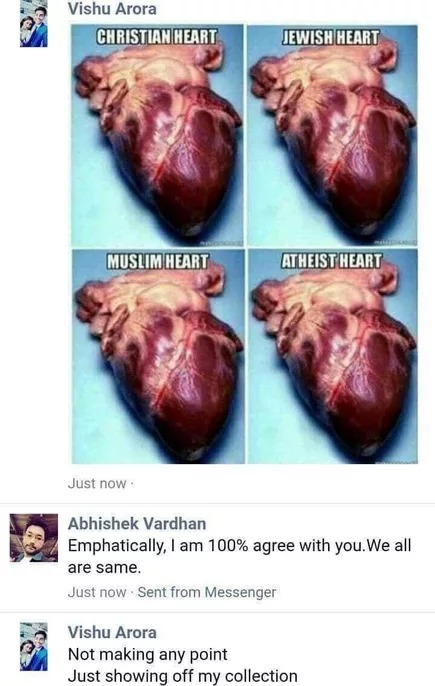 Vishu Arora
CHRISTIAN HEART
JEWISH HEART
MUSLIM HEART
ATHEIST HEART
Just now ·
Abhishek Vardhan
Emphatically, I am 100% agree with you.We all
are same.
Just now · Sent from Messenger
Vishu Arora
Not making any point
Just showing off my collection